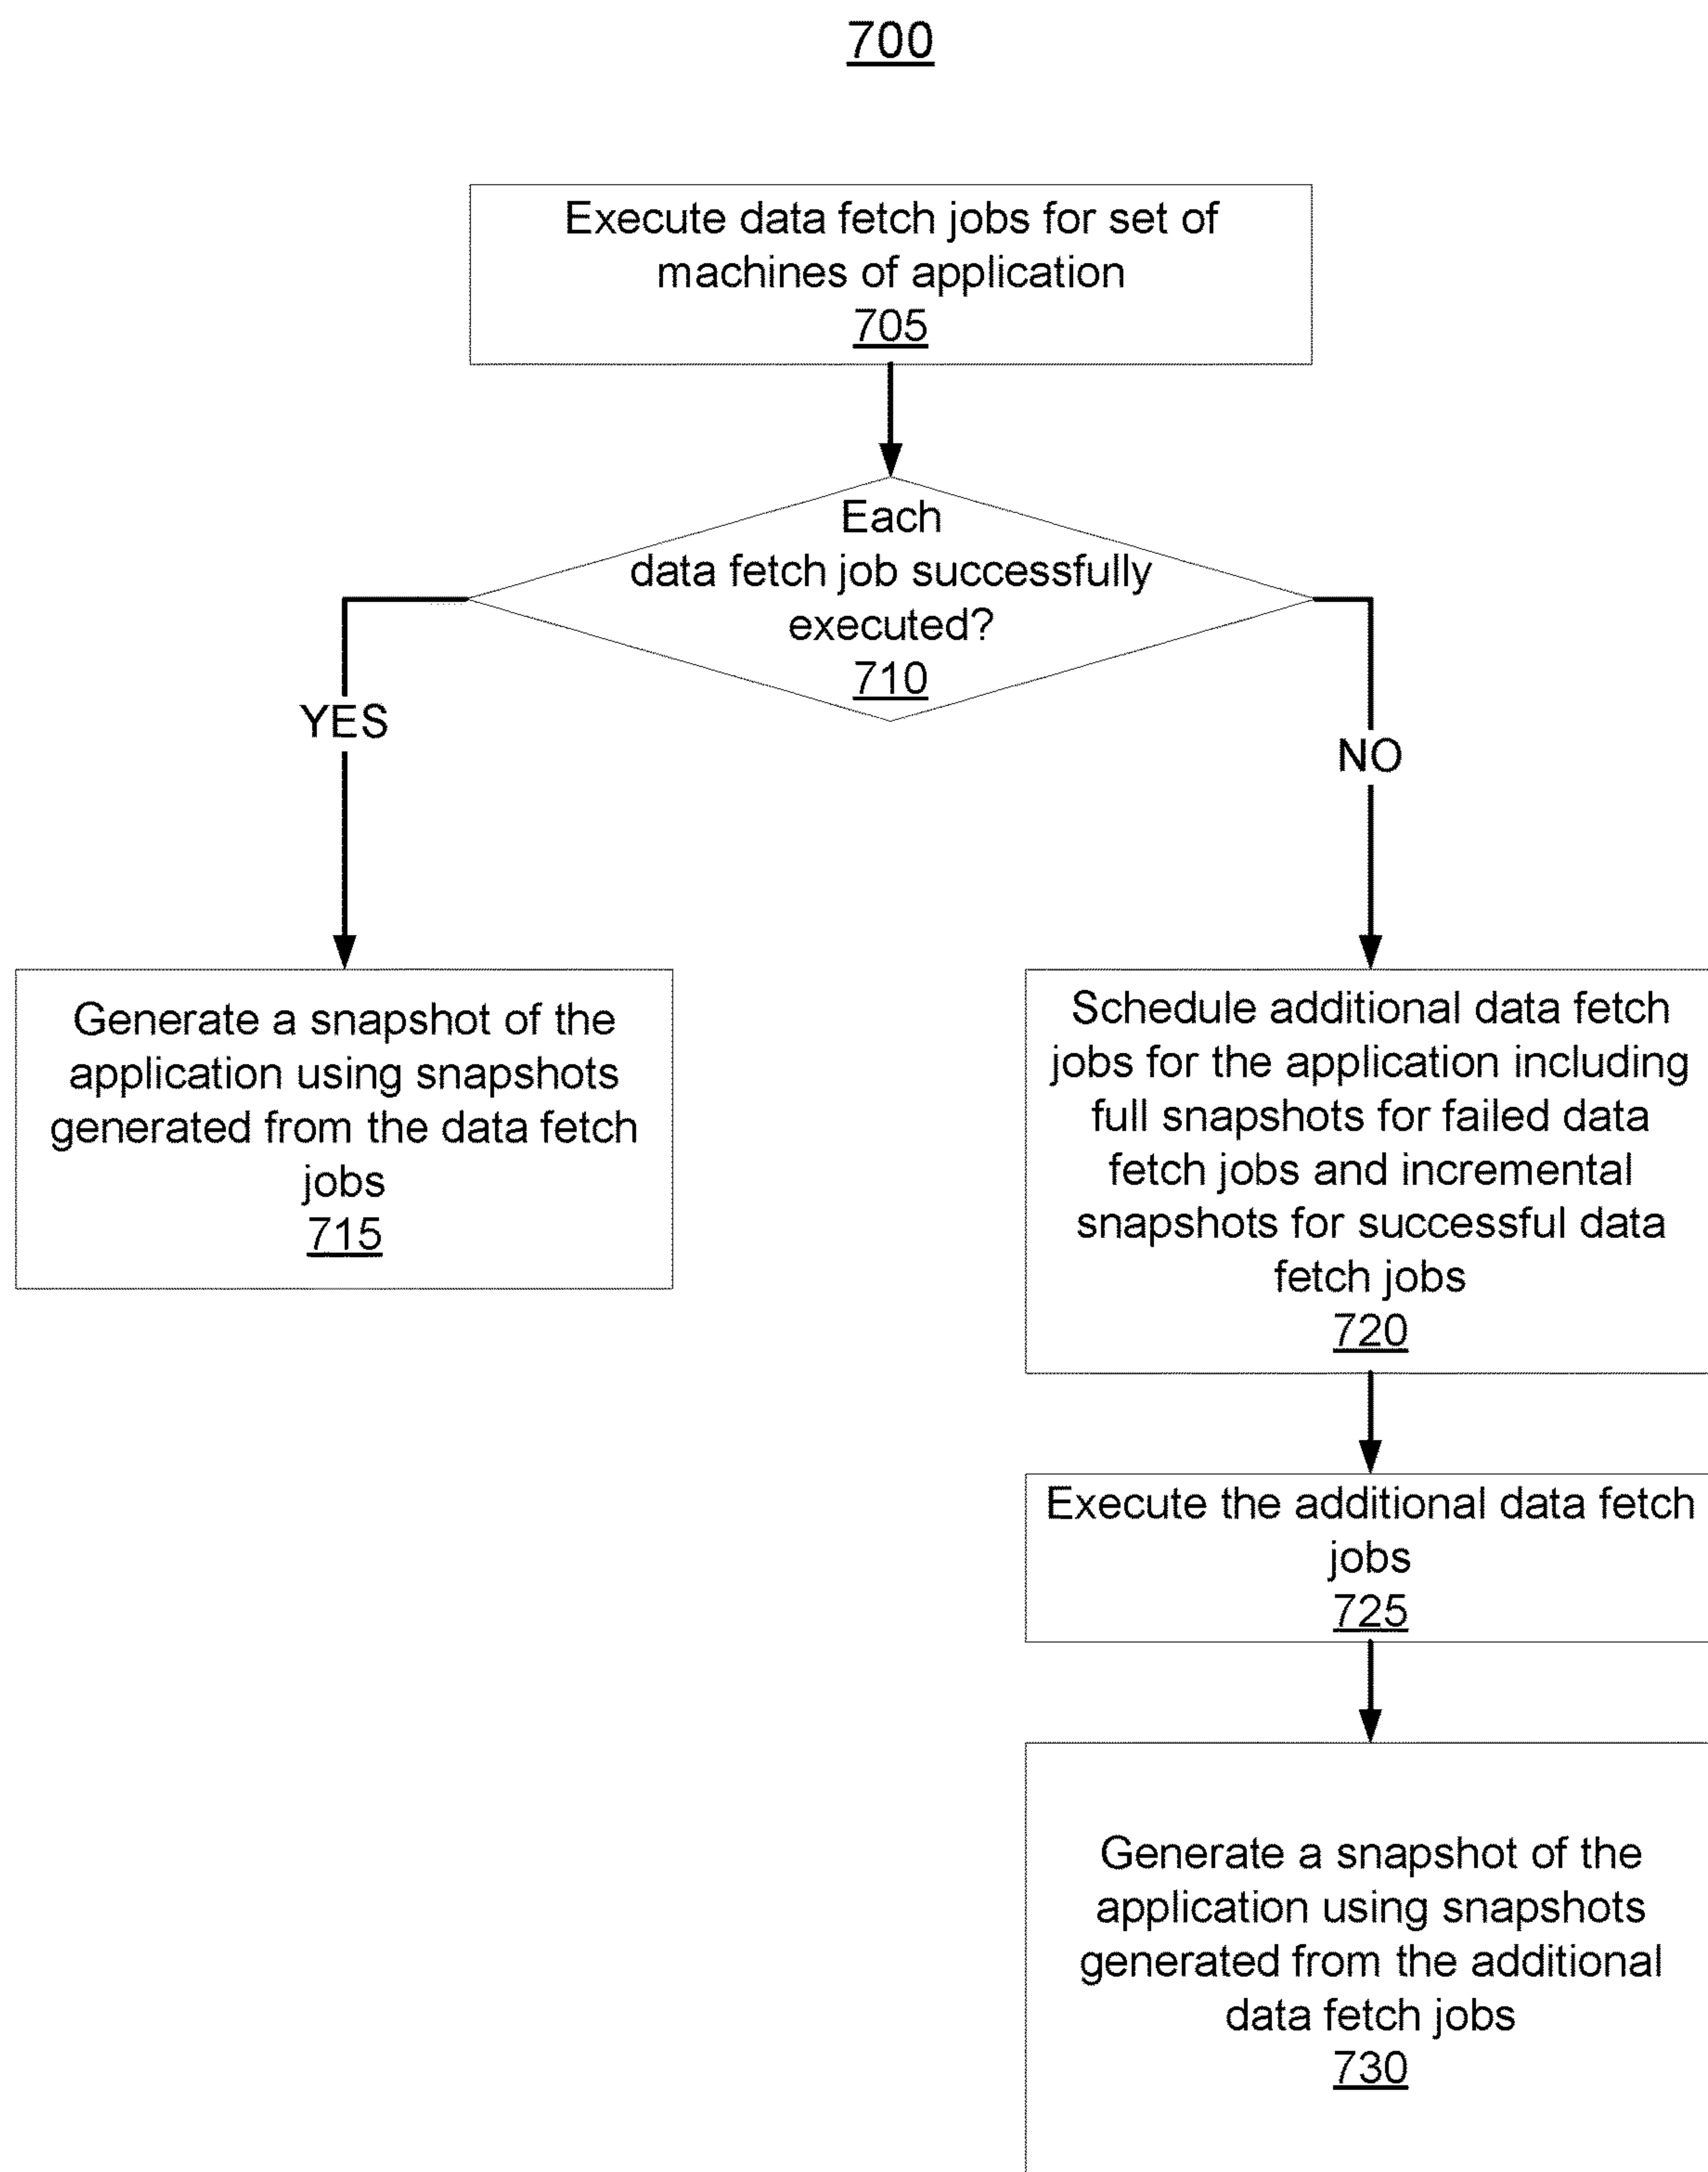 700
Execute data fetch jobs for set of
machines of application
705
Each
data fetch job successfully
executed?
710
YES
NO
Generate a snapshot of the
application using snapshots
generated from the data fetch
jobs
715
Schedule additional data fetch
jobs for the application including
full snapshots for failed data
fetch jobs and incremental
snapshots for successful data
fetch jobs
720
Execute the additional data fetch
jobs
725
Generate a snapshot of the
application using snapshots
generated from the additional
data fetch jobs
730